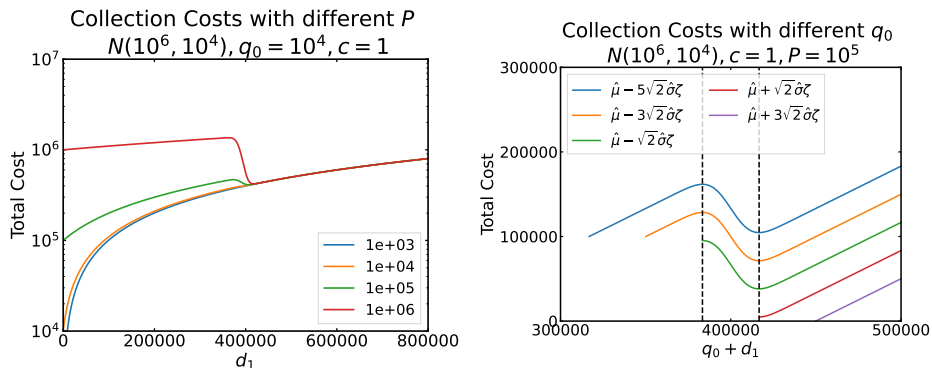 Collection Costs with different P
N(10⁶, 10⁴), q₀ = 10⁴, c = 1
Total Cost
10⁷
10⁶
10⁵
10⁴
0
200000
400000
600000
800000
d₁
1e+03
1e+04
1e+05
1e+06
Collection Costs with different q₀
N(10⁶, 10⁴), c = 1, P = 10⁵
Total Cost
300000
200000
100000
0
300000
400000
500000
q₀ + d₁
μ̂ − 5√2σ̂ζ
μ̂ − 3√2σ̂ζ
μ̂ − √2σ̂ζ
μ̂ + √2σ̂ζ
μ̂ + 3√2σ̂ζ